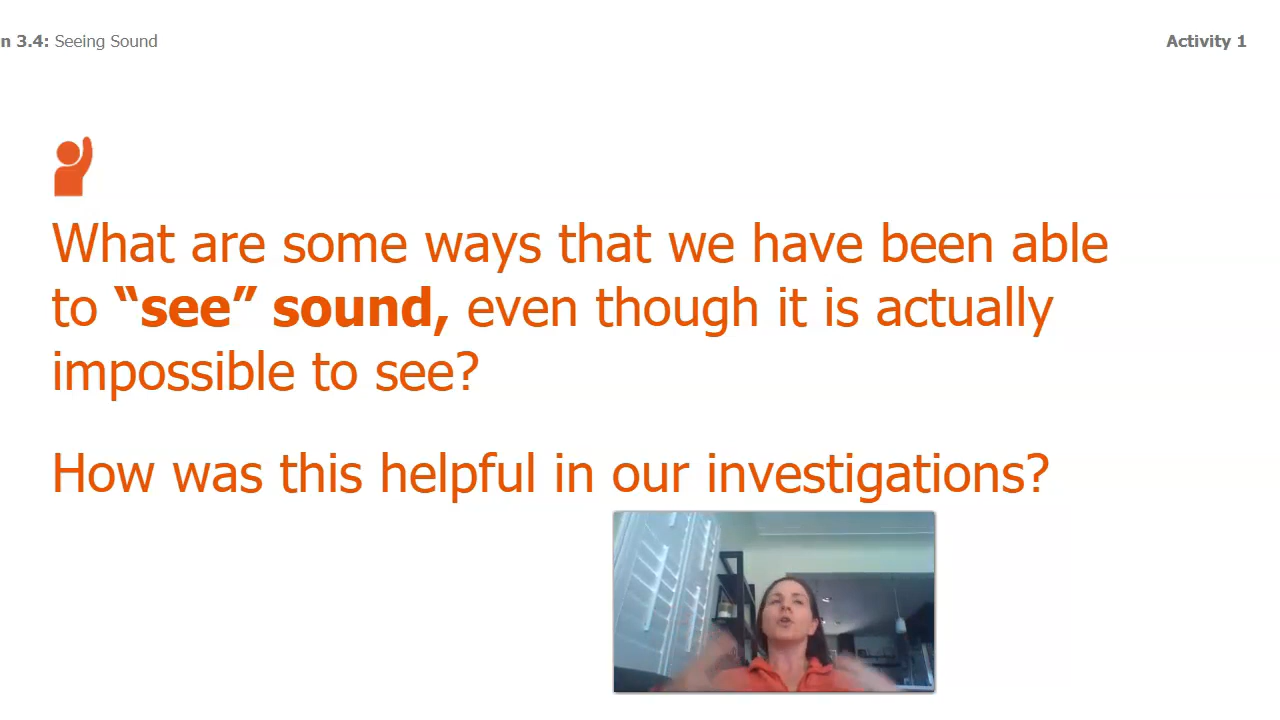 n 3.4: Seeing Sound
Activity 1
What are some ways that we have been able
to “see” sound, even though it is actually
impossible to see?
How was this helpful in our investigations?